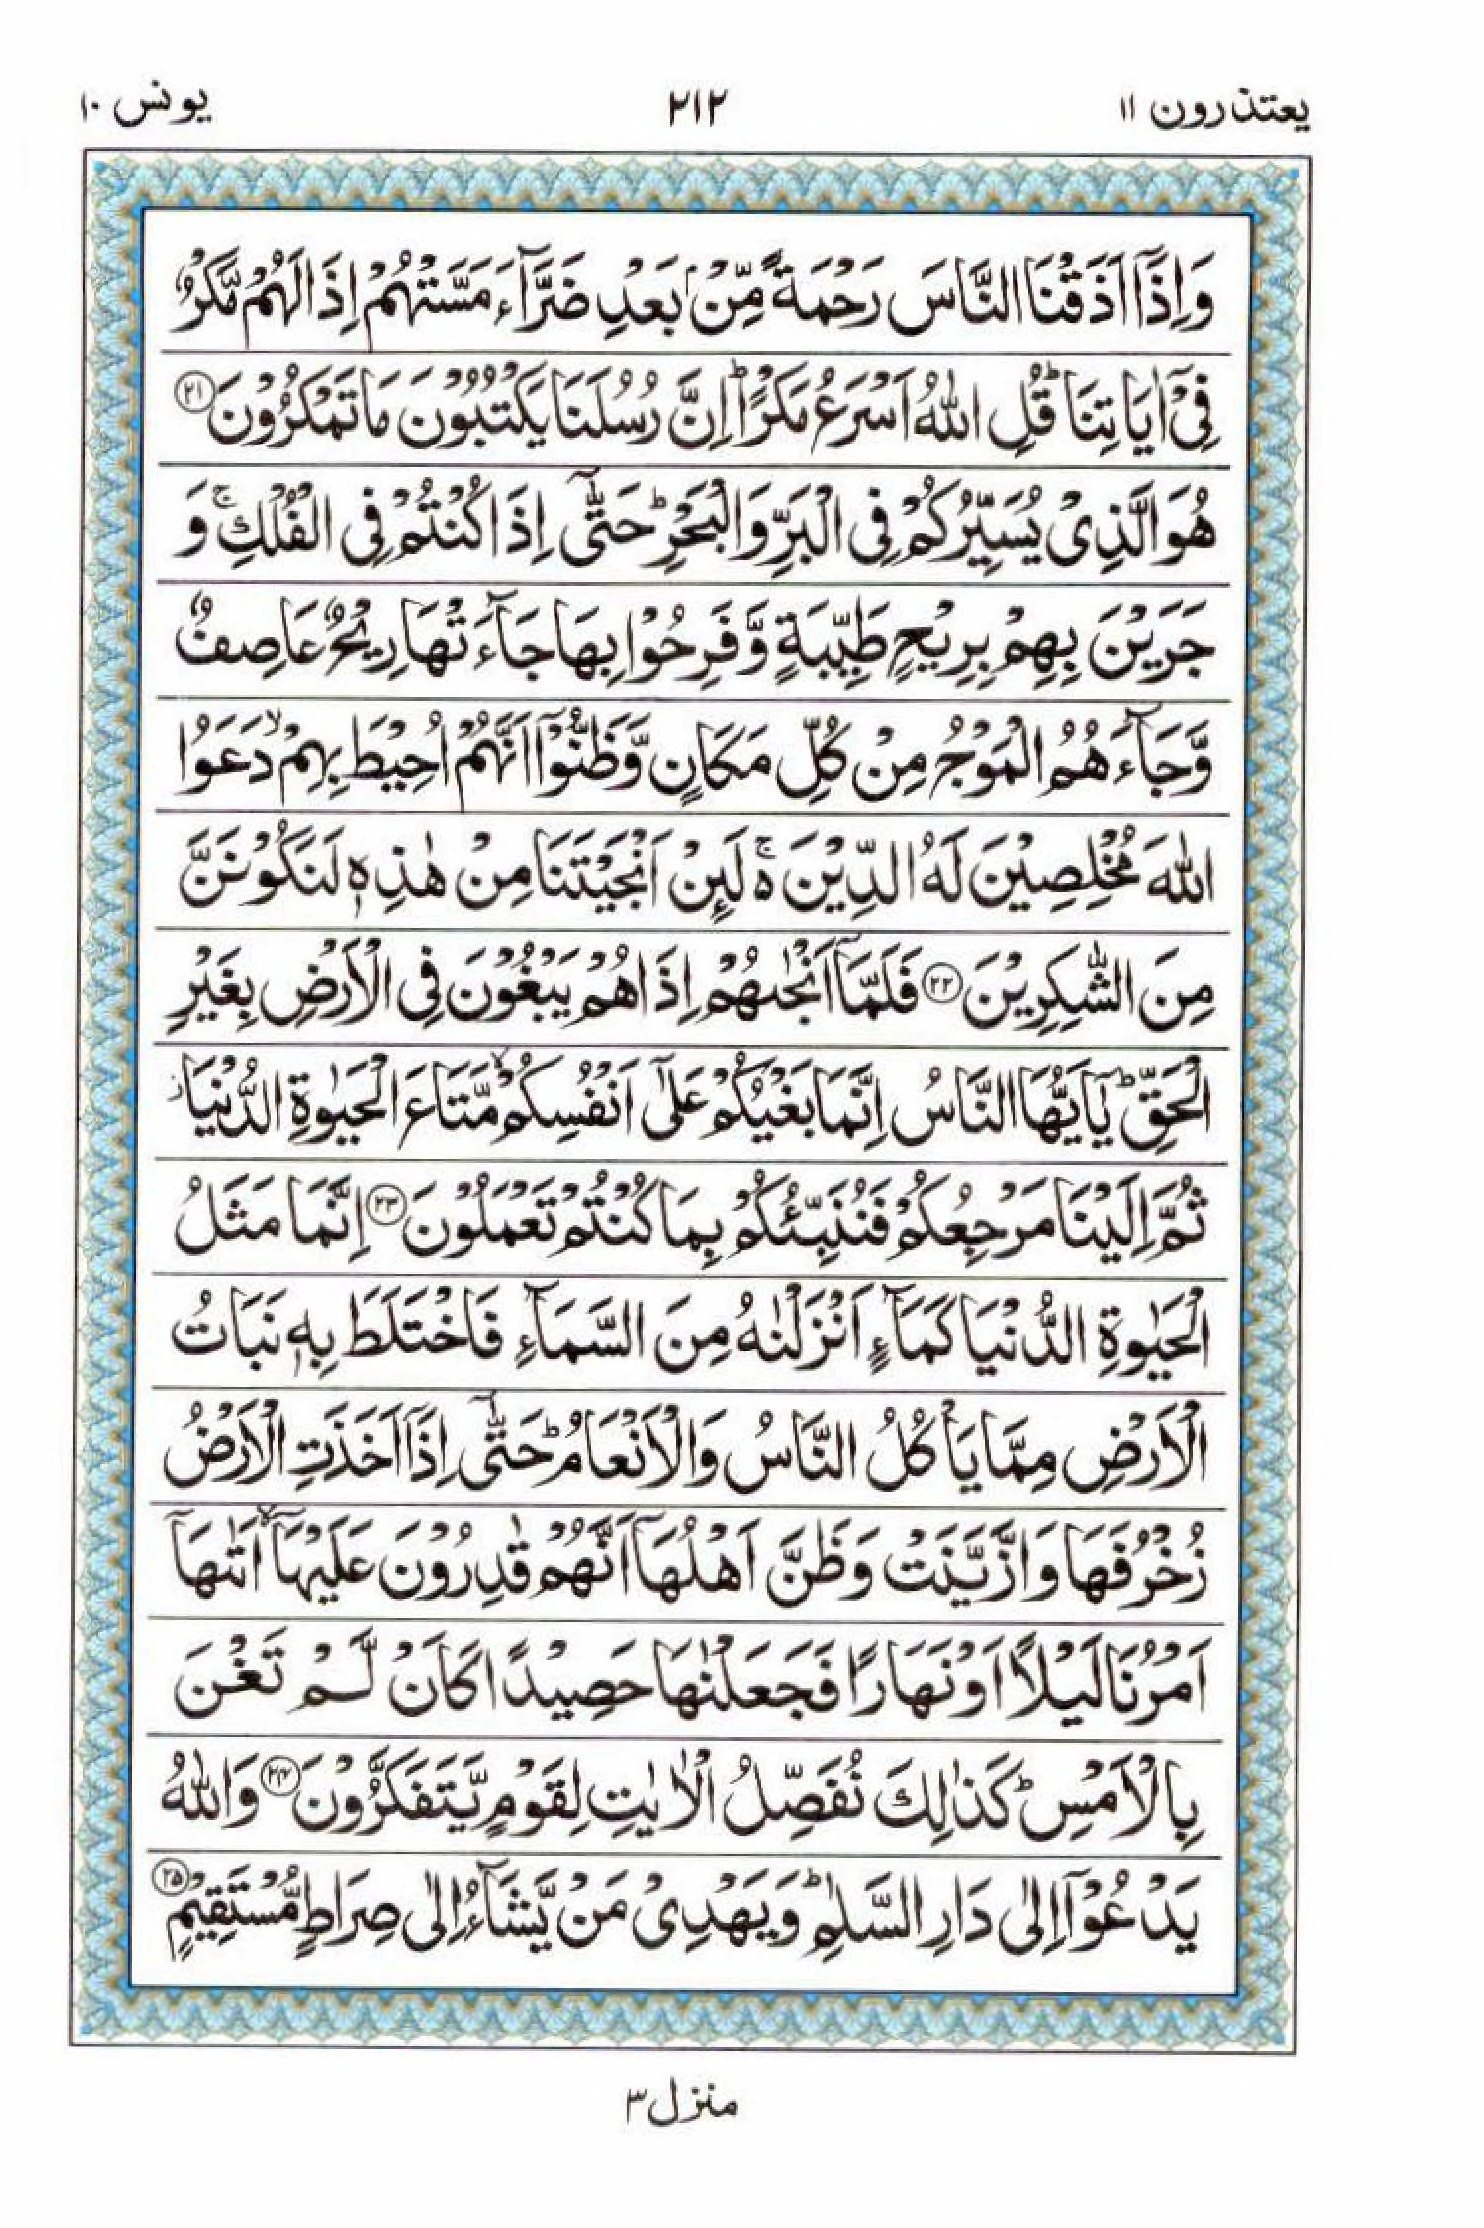 یعتذرون ۱۱
۲۱۲
یونس ۱۰
وَاِذَاۤ اَذَقْنَا النَّاسَ رَحْمَةً مِّنْۢ بَعْدِ ضَرَّآءَ مَسَّتْهُمْ اِذَا لَهُمْ مَّكْرٌ
فِیْۤ اٰیَاتِنَا ؕ قُلِ اللّٰهُ اَسْرَعُ مَكْرًا ؕ اِنَّ رُسُلَنَا یَكْتُبُوْنَ مَا تَمْكُرُوْنَ ۲۱
هُوَ الَّذِیْ یُسَیِّرُكُمْ فِی الْبَرِّ وَالْبَحْرِ ؕ حَتّٰۤی اِذَا كُنْتُمْ فِی الْفُلْكِ ۚ وَ
جَرَیْنَ بِهِمْ بِرِیْحٍ طَیِّبَةٍ وَّفَرِحُوْا بِهَا جَآءَتْهَا رِیْحٌ عَاصِفٌ
وَّجَآءَهُمُ الْمَوْجُ مِنْ كُلِّ مَكَانٍ وَّظَنُّوْۤا اَنَّهُمْ اُحِیْطَ بِهِمْ ۙ دَعَوُا
اللّٰهَ مُخْلِصِیْنَ لَهُ الدِّیْنَ ۵ۚ لَئِنْ اَنْجَیْتَنَا مِنْ هٰذِهٖ لَنَكُوْنَنَّ
مِنَ الشّٰكِرِیْنَ ۲۲ فَلَمَّاۤ اَنْجٰىهُمْ اِذَا هُمْ یَبْغُوْنَ فِی الْاَرْضِ بِغَیْرِ
الْحَقِّ ؕ یٰۤاَیُّهَا النَّاسُ اِنَّمَا بَغْیُكُمْ عَلٰۤی اَنْفُسِكُمْ ۙ مَّتَاعَ الْحَیٰوةِ الدُّنْیَا ز
ثُمَّ اِلَیْنَا مَرْجِعُكُمْ فَنُنَبِّئُكُمْ بِمَا كُنْتُمْ تَعْمَلُوْنَ ۲۳ اِنَّمَا مَثَلُ
الْحَیٰوةِ الدُّنْیَا كَمَآءٍ اَنْزَلْنٰهُ مِنَ السَّمَآءِ فَاخْتَلَطَ بِهٖ نَبَاتُ
الْاَرْضِ مِمَّا یَاْكُلُ النَّاسُ وَالْاَنْعَامُ ؕ حَتّٰۤی اِذَاۤ اَخَذَتِ الْاَرْضُ
زُخْرُفَهَا وَازَّیَّنَتْ وَظَنَّ اَهْلُهَاۤ اَنَّهُمْ قٰدِرُوْنَ عَلَیْهَاۤ ۙ اَتٰىهَاۤ
اَمْرُنَا لَیْلًا اَوْ نَهَارًا فَجَعَلْنٰهَا حَصِیْدًا كَاَنْ لَّمْ تَغْنَ
بِالْاَمْسِ ؕ كَذٰلِكَ نُفَصِّلُ الْاٰیٰتِ لِقَوْمٍ یَّتَفَكَّرُوْنَ ۲۴ وَاللّٰهُ
یَدْعُوْۤا اِلٰی دَارِ السَّلٰمِ ؕ وَیَهْدِیْ مَنْ یَّشَآءُ اِلٰی صِرَاطٍ مُّسْتَقِیْمٍ ۲۵
منزل ۳